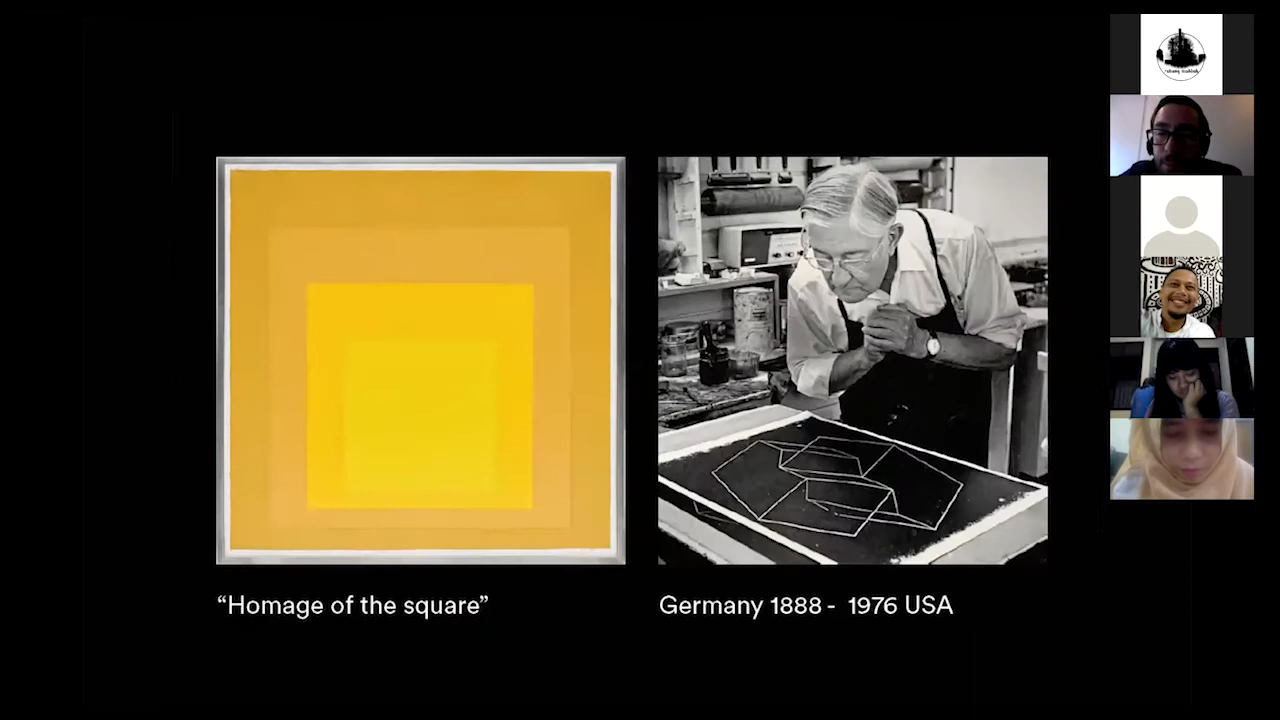 “Homage of the square”
Germany 1888 - 1976 USA